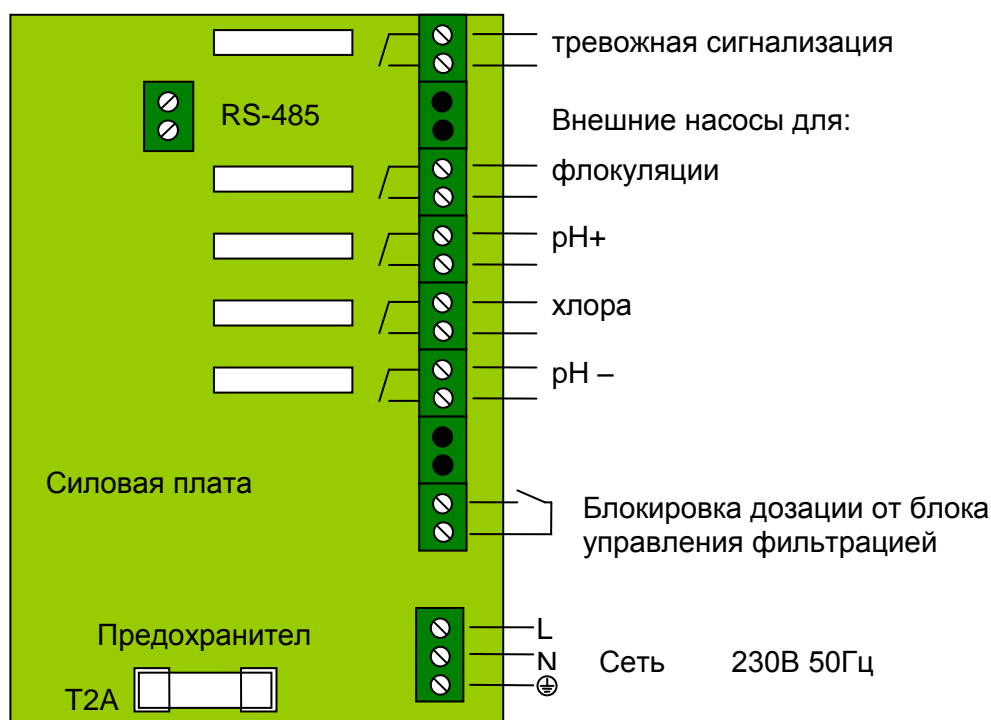 тревожная сигнализация
RS-485
Внешние насосы для:
флокуляции
pH+
хлора
pH –
Силовая плата
Блокировка дозации от блока
управления фильтрацией
Предохранител
L
N
Сеть 230В 50Гц
T2A